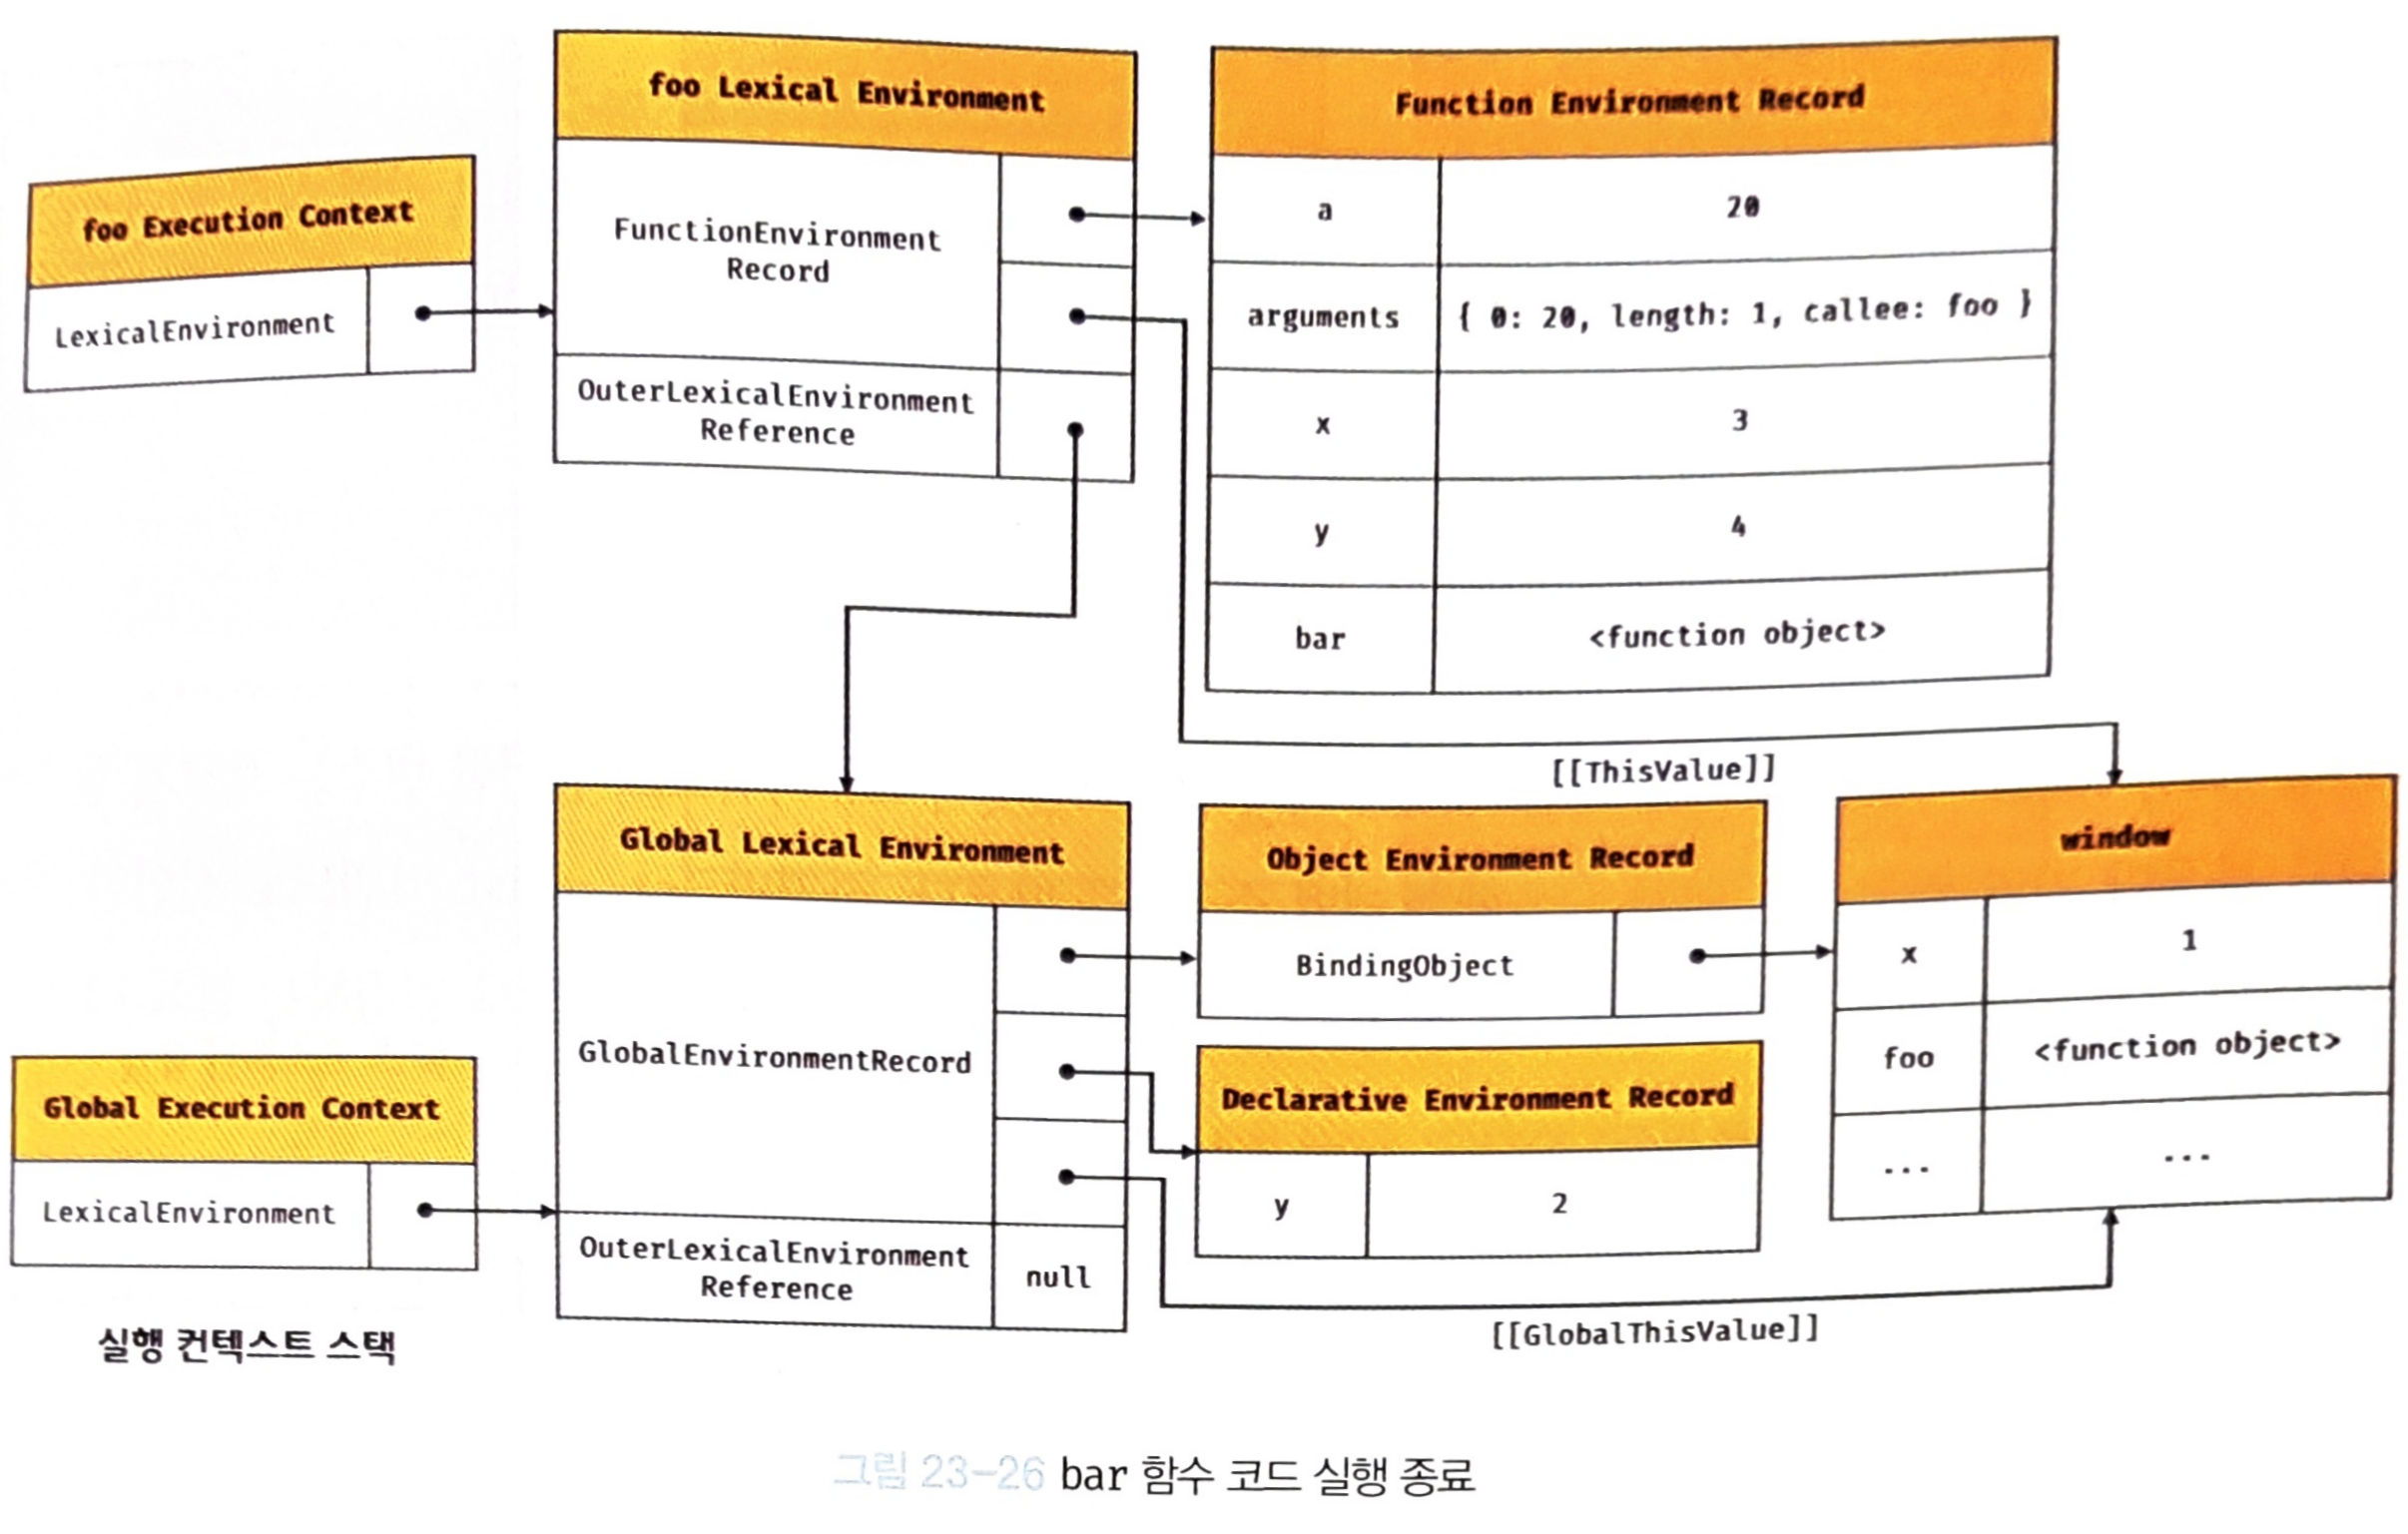 foo Lexical Environment
Function Environment Record
foo Execution Context
LexicalEnvironment
FunctionEnvironment
Record
OuterLexicalEnvironment
Reference
a
20
arguments
{ 0: 20, length: 1, callee: foo }
x
3
y
4
bar
<function object>
[[ThisValue]]
Global Lexical Environment
Object Environment Record
window
GlobalEnvironmentRecord
BindingObject
x
1
foo
<function object>
...
...
Global Execution Context
LexicalEnvironment
Declarative Environment Record
y
2
OuterLexicalEnvironment
Reference
null
[[GlobalThisValue]]
실행 컨텍스트 스택
그림 23-26 bar 함수 코드 실행 종료